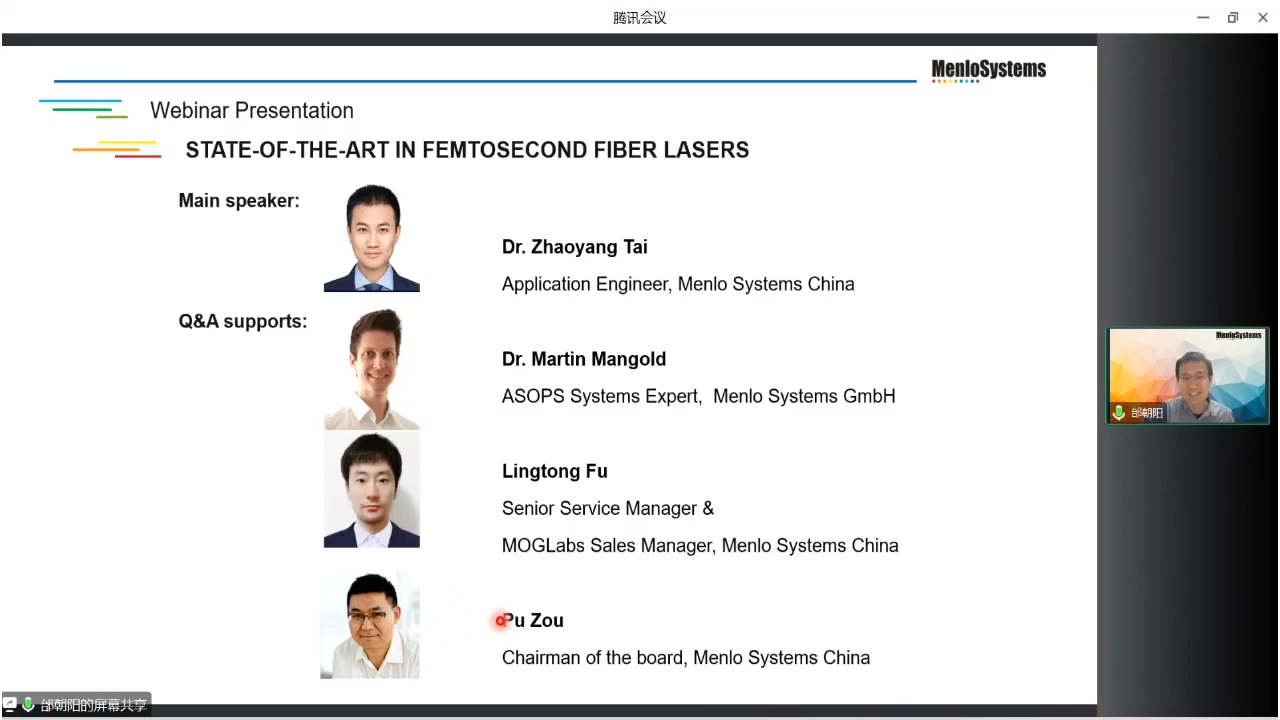 腾讯会议
MenloSystems
Webinar Presentation
STATE-OF-THE-ART IN FEMTOSECOND FIBER LASERS
Main speaker:
Dr. Zhaoyang Tai
Application Engineer, Menlo Systems China
Q&A supports:
Dr. Martin Mangold
ASOPS Systems Expert, Menlo Systems GmbH
Lingtong Fu
Senior Service Manager &
MOGLabs Sales Manager, Menlo Systems China
Pu Zou
Chairman of the board, Menlo Systems China
MenloSystems
邰朝阳
邰朝阳的屏幕共享